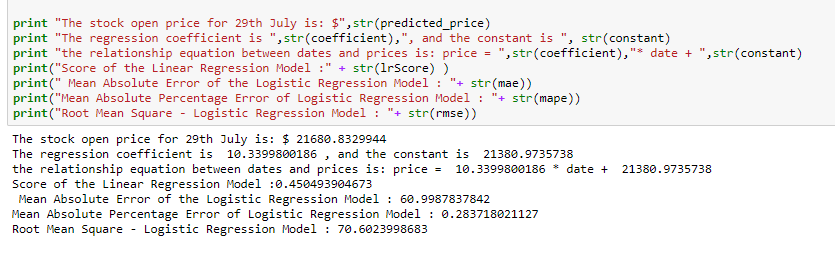 print "The stock open price for 29th July is: $",str(predicted_price)
print "The regression coefficient is ",str(coefficient),", and the constant is ", str(constant)
print "the relationship equation between dates and prices is: price = ",str(coefficient),"* date + ",str(constant)
print("Score of the Linear Regression Model :" + str(lrScore) )
print(" Mean Absolute Error of the Logistic Regression Model : "+ str(mae))
print("Mean Absolute Percentage Error of Logistic Regression Model : "+ str(mape))
print("Root Mean Square - Logistic Regression Model : "+ str(rmse))
The stock open price for 29th July is: $ 21680.8329944
The regression coefficient is  10.3399800186 , and the constant is  21380.9735738
the relationship equation between dates and prices is: price =  10.3399800186 * date +  21380.9735738
Score of the Linear Regression Model :0.450493904673
 Mean Absolute Error of the Logistic Regression Model : 60.9987837842
Mean Absolute Percentage Error of Logistic Regression Model : 0.283718021127
Root Mean Square - Logistic Regression Model : 70.6023998683